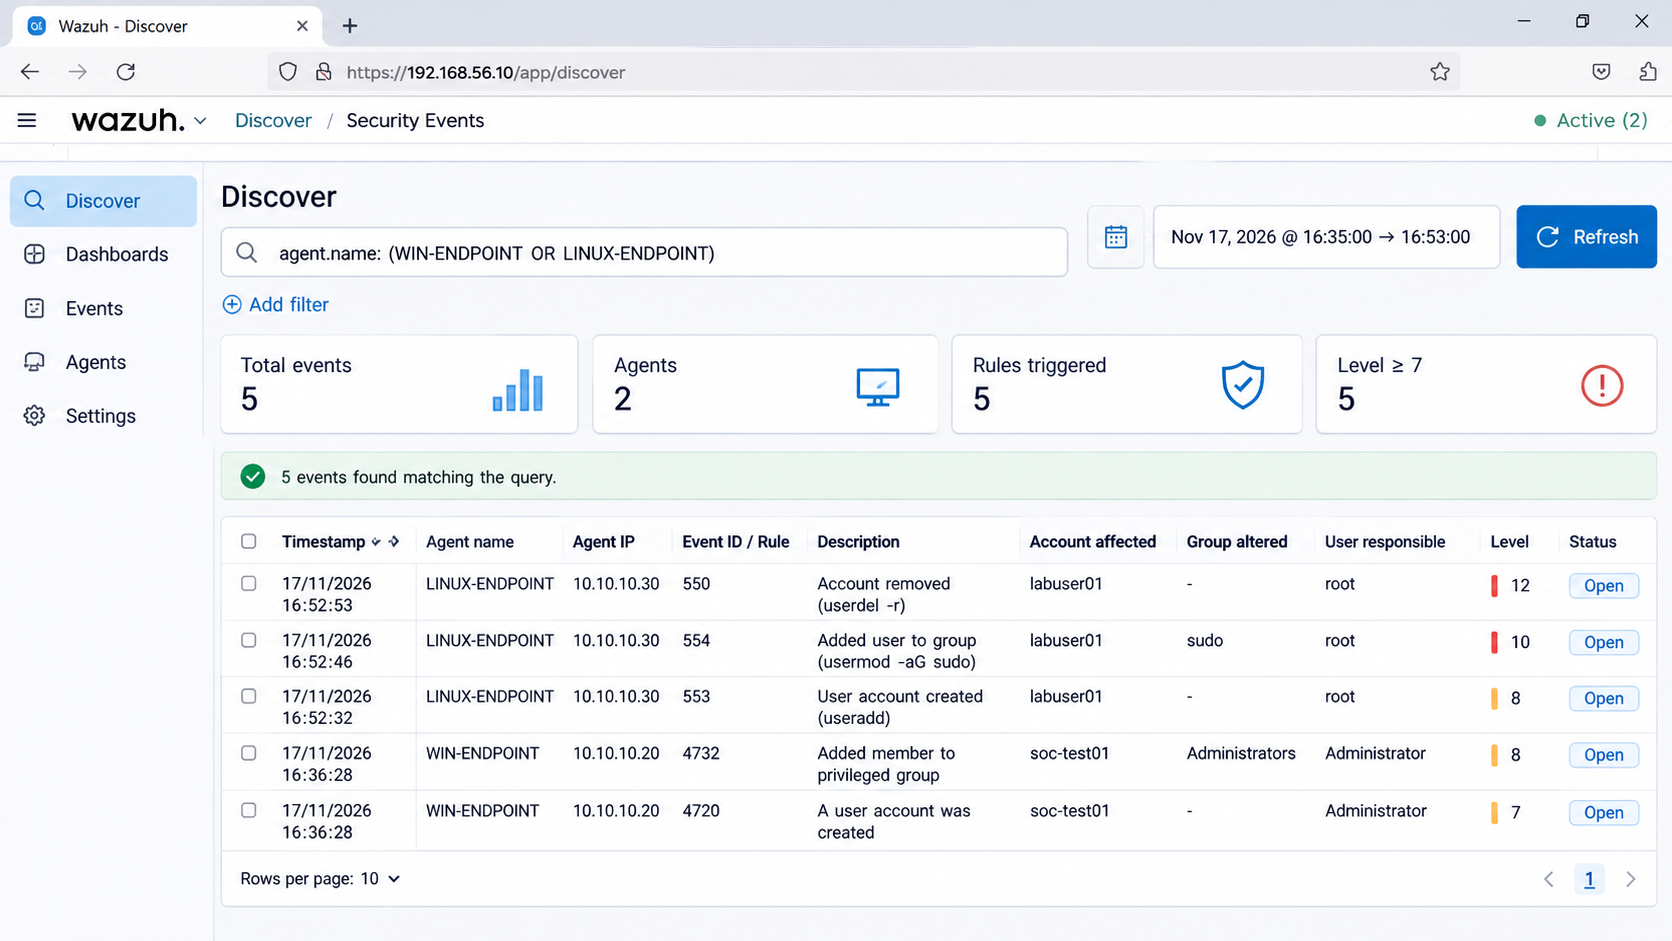 Wazuh - Discover
https://192.168.56.10/app/discover
wazuh. Discover / Security Events Active (2)
Discover
Dashboards
Events
Agents
Settings
Discover
agent.name: (WIN-ENDPOINT OR LINUX-ENDPOINT)
Nov 17, 2026 @ 16:35:00 → 16:53:00
Refresh
Add filter
Total events
5
Agents
2
Rules triggered
5
Level ≥ 7
5
5 events found matching the query.
Timestamp Agent name Agent IP Event ID / Rule Description Account affected Group altered User responsible Level Status
17/11/2026 LINUX-ENDPOINT 10.10.10.30 550 Account removed labuser01 - root 12 Open
16:52:53 (userdel -r)
17/11/2026 LINUX-ENDPOINT 10.10.10.30 554 Added user to group labuser01 sudo root 10 Open
16:52:46 (usermod -aG sudo)
17/11/2026 LINUX-ENDPOINT 10.10.10.30 553 User account created labuser01 - root 8 Open
16:52:32 (useradd)
17/11/2026 WIN-ENDPOINT 10.10.10.20 4732 Added member to soc-test01 Administrators Administrator 8 Open
16:36:28 privileged group
17/11/2026 WIN-ENDPOINT 10.10.10.20 4720 A user account was soc-test01 - Administrator 7 Open
16:36:28 created
Rows per page: 10
1